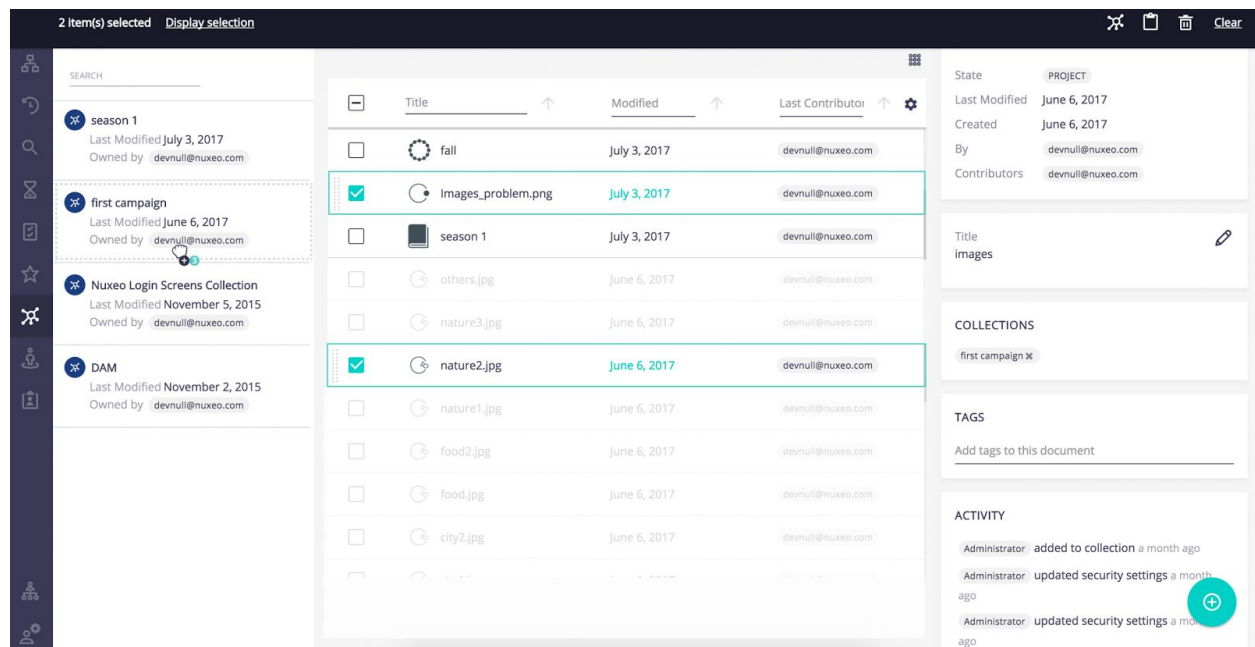 2 item(s) selected Display selection Clear
SEARCH
season 1
Last Modified July 3, 2017
Owned by devnull@nuxeo.com
first campaign
Last Modified June 6, 2017
Owned by devnull@nuxeo.com
3
Nuxeo Login Screens Collection
Last Modified November 5, 2015
Owned by devnull@nuxeo.com
DAM
Last Modified November 2, 2015
Owned by devnull@nuxeo.com
Title Modified Last Contributor
fall July 3, 2017 devnull@nuxeo.com
Images_problem.png July 3, 2017 devnull@nuxeo.com
season 1 July 3, 2017 devnull@nuxeo.com
others.jpg June 6, 2017 devnull@nuxeo.com
nature3.jpg June 6, 2017 devnull@nuxeo.com
nature2.jpg June 6, 2017 devnull@nuxeo.com
nature1.jpg June 6, 2017 devnull@nuxeo.com
food2.jpg June 6, 2017 devnull@nuxeo.com
food.jpg June 6, 2017 devnull@nuxeo.com
city2.jpg June 6, 2017 devnull@nuxeo.com
State PROJECT
Last Modified June 6, 2017
Created June 6, 2017
By devnull@nuxeo.com
Contributors devnull@nuxeo.com
Title
images
COLLECTIONS
first campaign
TAGS
Add tags to this document
ACTIVITY
Administrator added to collection a month ago
Administrator updated security settings a month
ago
Administrator updated security settings a
ago